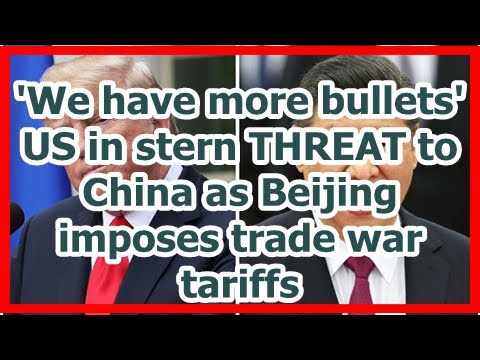 'We have more bullets'
US in stern THREAT to
China as Beijing
imposes trade war
tariffs